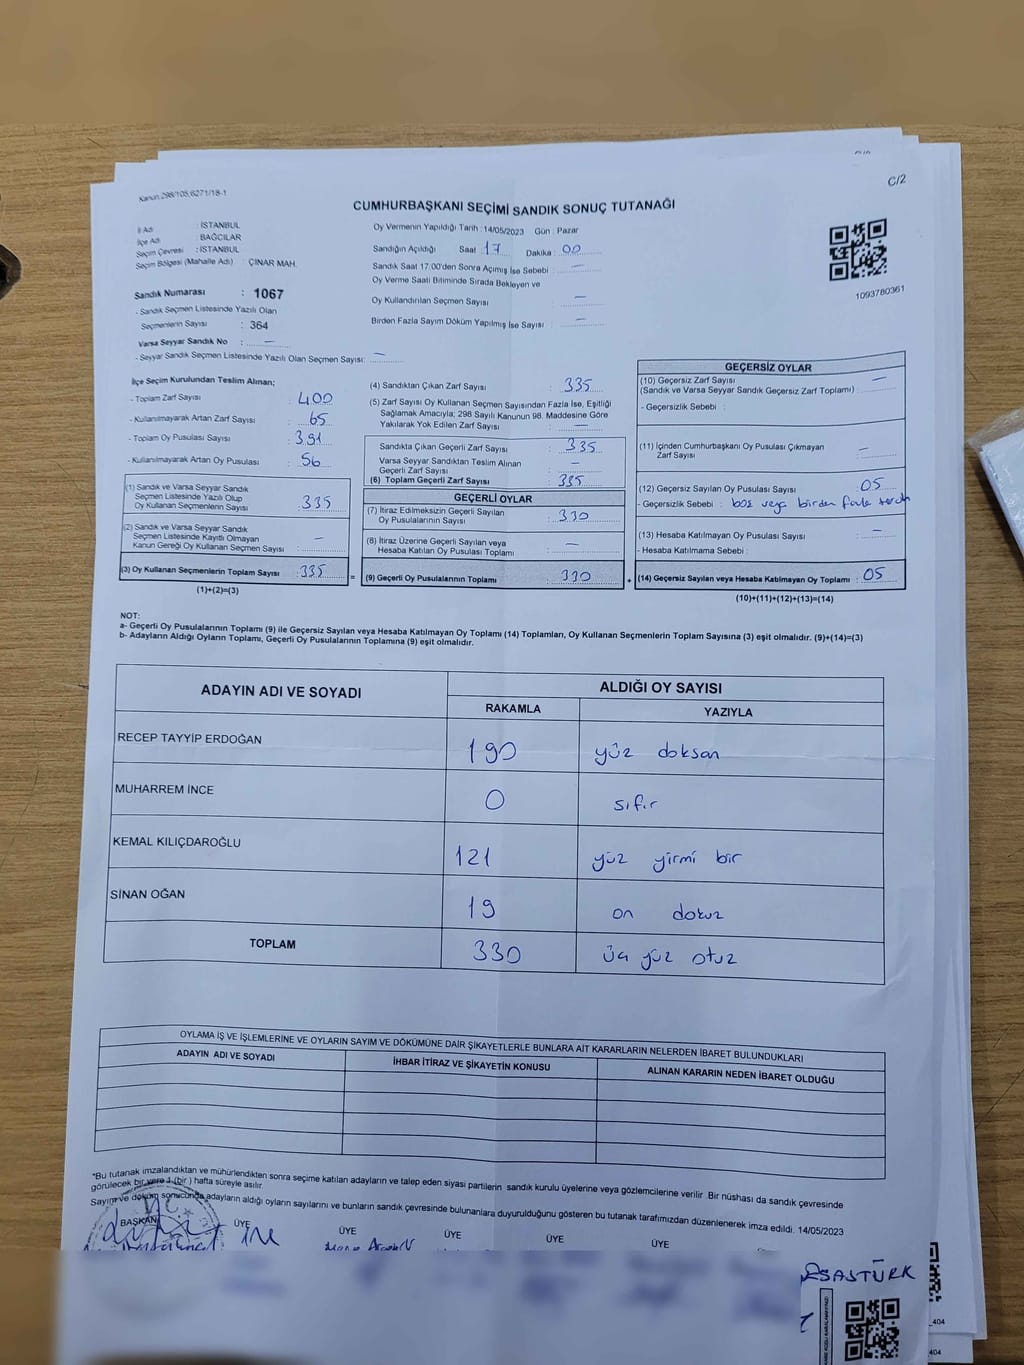 C/2
Kanun:298/105,6271/18-1
CUMHURBAŞKANI SEÇİMİ SANDIK SONUÇ TUTANAĞI
İl Adı : İSTANBUL
İlçe Adı : BAĞCILAR
Seçim Çevresi : İSTANBUL
Seçim Bölgesi (Mahalle Adı) : ÇINAR MAH.
Sandık Numarası : 1067
- Sandık Seçmen Listesinde Yazılı Olan
Seçmenlerin Sayısı : 364
Varsa Seyyar Sandık No : —
- Seyyar Sandık Seçmen Listesinde Yazılı Olan Seçmen Sayısı: —
Oy Vermenin Yapıldığı Tarih : 14/05/2023 Gün : Pazar
Sandığın Açıldığı Saat : 17 Dakika : 00
Sandık Saat 17:00'den Sonra Açımış İse Sebebi : —
Oy Verme Saati Bitiminde Sırada Bekleyen ve
Oy Kullandırılan Seçmen Sayısı : —
Birden Fazla Sayım Döküm Yapılmış İse Sayısı : —
1093780361
İlçe Seçim Kurulundan Teslim Alınan;
- Toplam Zarf Sayısı : 400
- Kullanılmayarak Artan Zarf Sayısı : 65
- Toplam Oy Pusulası Sayısı : 391
- Kullanılmayarak Artan Oy Pusulası : 56
(1) Sandık ve Varsa Seyyar Sandık
Seçmen Listesinde Yazılı Olup
Oy Kullanan Seçmenlerin Sayısı : 335
(2) Sandık ve Varsa Seyyar Sandık
Seçmen Listesinde Kayıtlı Olmayan
Kanun Gereği Oy Kullanan Seçmen Sayısı : —
(3) Oy Kullanan Seçmenlerin Toplam Sayısı : 335
(1)+(2)=(3)
(4) Sandıktan Çıkan Zarf Sayısı : 335
(5) Zarf Sayısı Oy Kullanan Seçmen Sayısından Fazla İse, Eşitliği
Sağlamak Amacıyla; 298 Sayılı Kanunun 98. Maddesine Göre
Yakılarak Yok Edilen Zarf Sayısı : —
Sandıkta Çıkan Geçerli Zarf Sayısı : 335
Varsa Seyyar Sandıktan Teslim Alınan
Geçerli Zarf Sayısı : —
(6) Toplam Geçerli Zarf Sayısı : 335
GEÇERLİ OYLAR
(7) İtiraz Edilmeksizin Geçerli Sayılan
Oy Pusulalarının Sayısı : 330
(8) İtiraz Üzerine Geçerli Sayılan veya
Hesaba Katılan Oy Pusulası Toplamı : —
= (9) Geçerli Oy Pusulalarının Toplamı : 330 +
GEÇERSİZ OYLAR
(10) Geçersiz Zarf Sayısı
(Sandık ve Varsa Seyyar Sandık Geçersiz Zarf Toplamı) : —
- Geçersizlik Sebebi :
(11) İçinden Cumhurbaşkanı Oy Pusulası Çıkmayan
Zarf Sayısı : —
(12) Geçersiz Sayılan Oy Pusulası Sayısı : 05
- Geçersizlik Sebebi : boş veya birden fazla tercih
(13) Hesaba Katılmayan Oy Pusulası Sayısı : —
- Hesaba Katılmama Sebebi :
(14) Geçersiz Sayılan veya Hesaba Katılmayan Oy Toplamı : 05
(10)+(11)+(12)+(13)=(14)
NOT:
a- Geçerli Oy Pusulalarının Toplamı (9) ile Geçersiz Sayılan veya Hesaba Katılmayan Oy Toplamı (14) Toplamları, Oy Kullanan Seçmenlerin Toplam Sayısına (3) eşit olmalıdır. (9)+(14)=(3)
b- Adayların Aldığı Oyların Toplamı, Geçerli Oy Pusulalarının Toplamına (9) eşit olmalıdır.
ADAYIN ADI VE SOYADI ALDIĞI OY SAYISI
RAKAMLA YAZIYLA
RECEP TAYYİP ERDOĞAN 190 yüz doksan
MUHARREM İNCE 0 sıfır
KEMAL KILIÇDAROĞLU 121 yüz yirmi bir
SİNAN OĞAN 19 on dokuz
TOPLAM 330 üç yüz otuz
OYLAMA İŞ VE İŞLEMLERİNE VE OYLARIN SAYIM VE DÖKÜMÜNE DAİR ŞİKAYETLERLE BUNLARA AİT KARARLARIN NELERDEN İBARET BULUNDUKLARI
ADAYIN ADI VE SOYADI İHBAR İTİRAZ VE ŞİKAYETİN KONUSU ALINAN KARARIN NEDEN İBARET OLDUĞU
*Bu tutanak imzalandıktan ve mühürlendikten sonra seçime katılan adayların ve talep eden siyasi partilerin sandık kurulu üyelerine veya gözlemcilerine verilir. Bir nüshası da sandık çevresinde
görülecek bir yere 1 (bir) hafta süreyle asılır.
Sayım ve döküm sonucunda adayların aldığı oyların sayılarını ve bunların sandık çevresinde bulunanlara duyurulduğunu gösteren bu tutanak tarafımızdan düzenlenerek imza edildi. 14/05/2023
BAŞKAN ÜYE ÜYE ÜYE ÜYE ÜYE
404
404